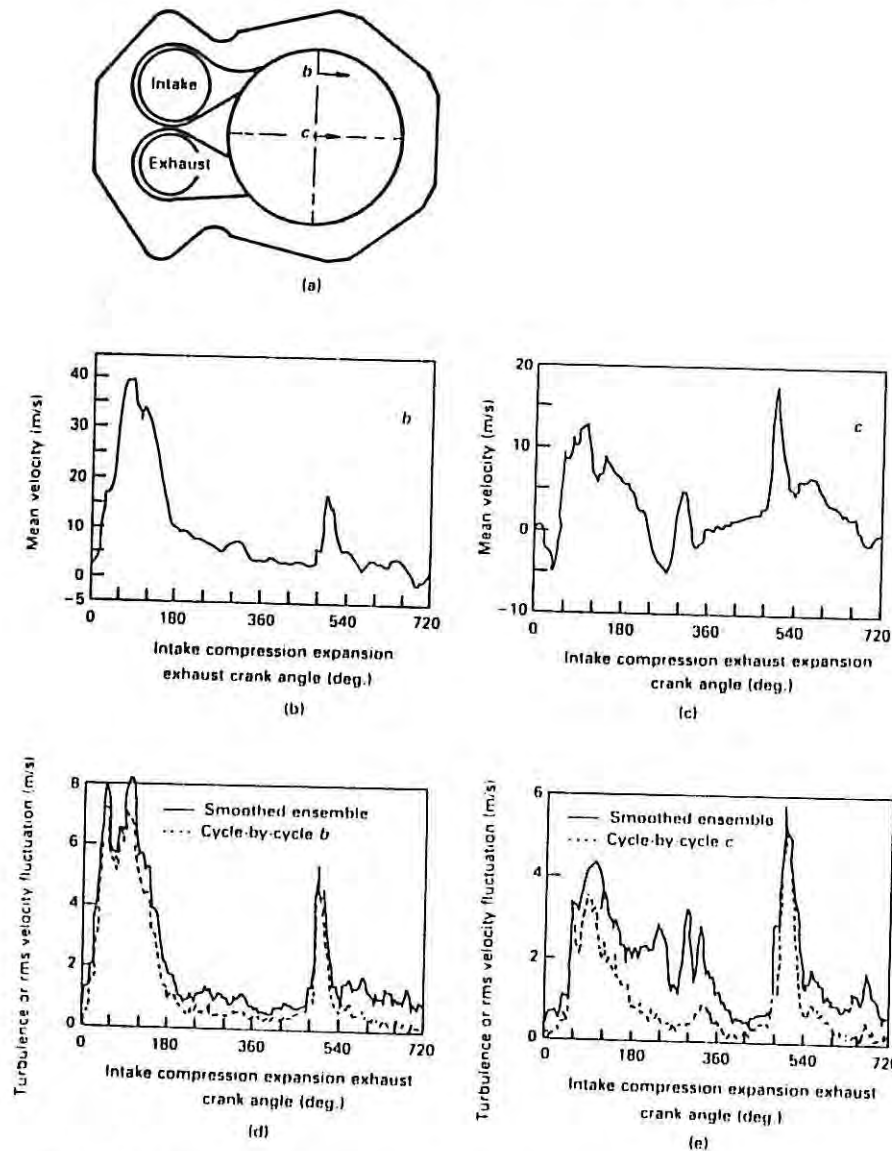 Intake
b
c
Exhaust
(a)
Mean velocity (m/s)
40
30
20
10
0
−5
b
0 180 360 540 720
Intake compression expansion
exhaust crank angle (deg.)
(b)
Mean velocity (m/s)
20
10
0
−10
c
0 180 360 540 720
Intake compression exhaust expansion
crank angle (deg.)
(c)
Turbulence or rms velocity fluctuation (m/s)
8
6
4
2
0
Smoothed ensemble
Cycle-by-cycle b
0 180 360 540 720
Intake compression expansion exhaust
crank angle (deg.)
(d)
Turbulence or rms velocity fluctuation (m/s)
6
4
2
0
Smoothed ensemble
Cycle-by-cycle c
0 180 360 540 720
Intake compression expansion exhaust
crank angle (deg.)
(e)